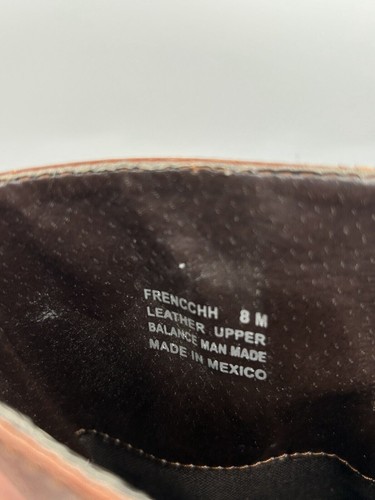 FRENCCHH 8 M
LEATHER UPPER
BALANCE MAN MADE
MADE IN MEXICO